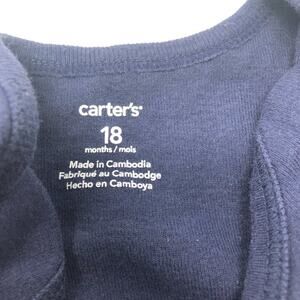 carter's®
18
months / mois
Made in Cambodia
Fabriqué au Cambodge
Hecho en Camboya